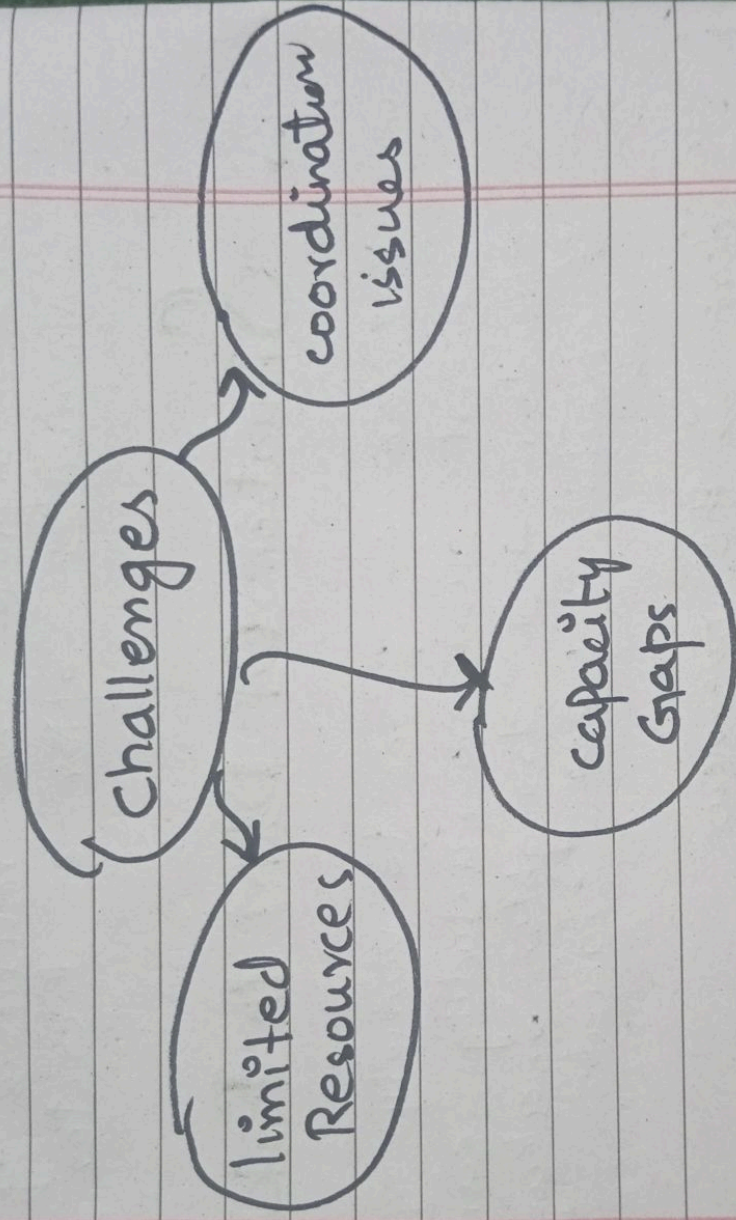 Challenges
limited
Resources
capacity
Gaps
coordination
issues